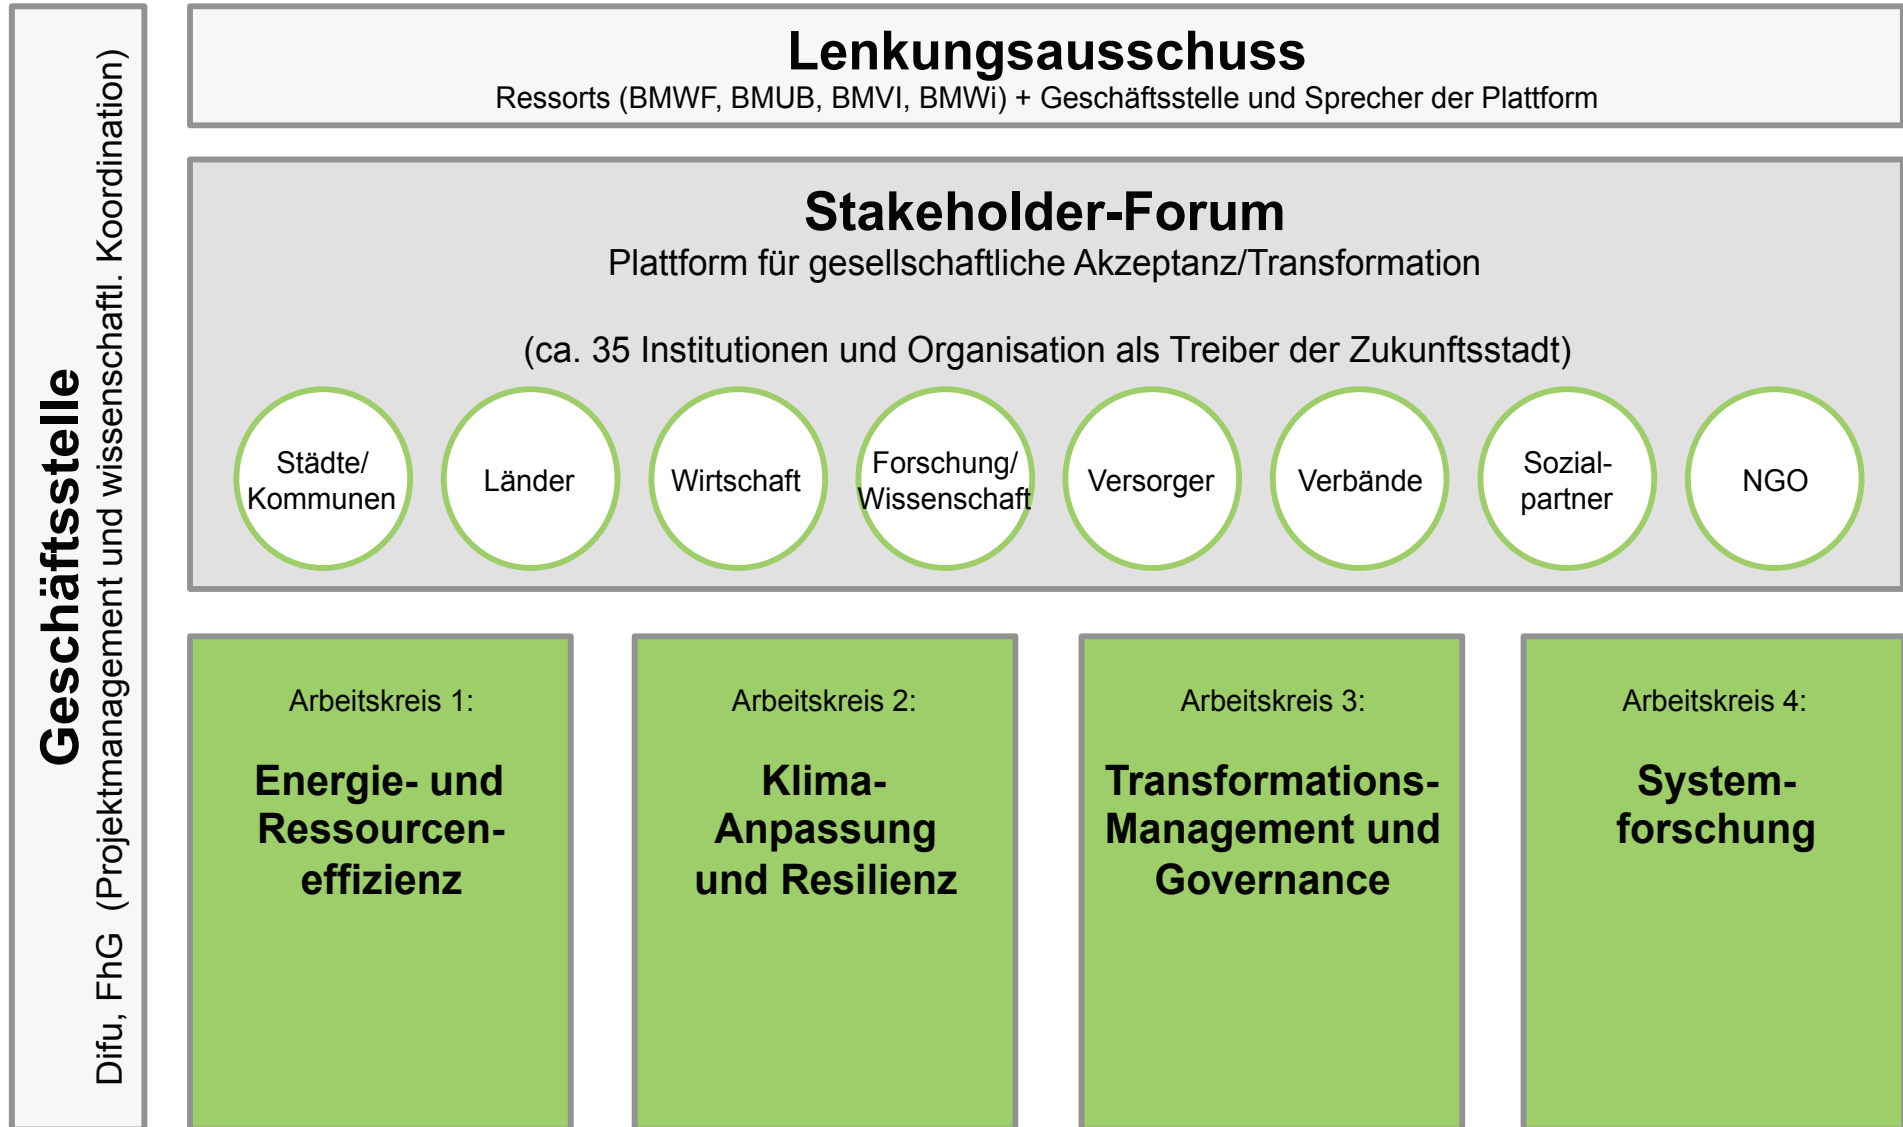 Geschäftsstelle
Difu, FhG (Projektmanagement und wissenschaftl. Koordination)
Lenkungsausschuss
Ressorts (BMWF, BMUB, BMVI, BMWi) + Geschäftsstelle und Sprecher der Plattform
Stakeholder-Forum
Plattform für gesellschaftliche Akzeptanz/Transformation
(ca. 35 Institutionen und Organisation als Treiber der Zukunftsstadt)
Städte/
Kommunen
Länder
Wirtschaft
Forschung/
Wissenschaft
Versorger
Verbände
Sozial-
partner
NGO
Arbeitskreis 1:
Energie- und
Ressourcen-
effizienz
Arbeitskreis 2:
Klima-
Anpassung
und Resilienz
Arbeitskreis 3:
Transformations-
Management und
Governance
Arbeitskreis 4:
System-
forschung